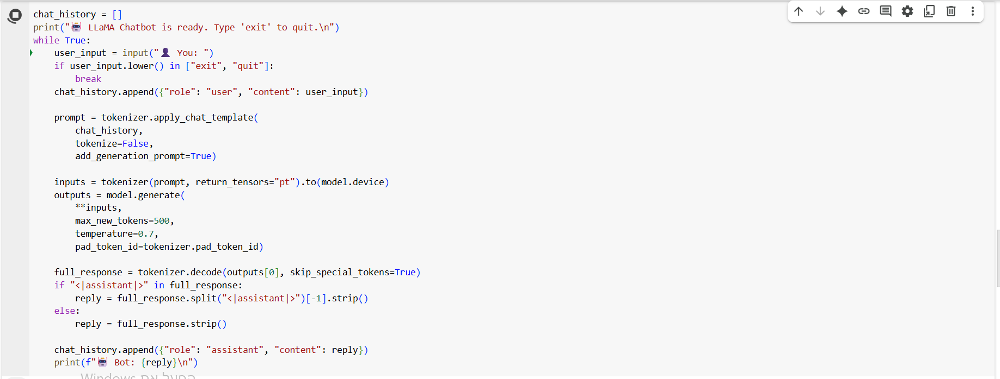 chat_history = []
print("🤖 LLaMA Chatbot is ready. Type 'exit' to quit.\n")
while True:
    user_input = input("👤 You: ")
    if user_input.lower() in ["exit", "quit"]:
        break
    chat_history.append({"role": "user", "content": user_input})
    prompt = tokenizer.apply_chat_template(
        chat_history,
        tokenize=False,
        add_generation_prompt=True)
    inputs = tokenizer(prompt, return_tensors="pt").to(model.device)
    outputs = model.generate(
        **inputs,
        max_new_tokens=500,
        temperature=0.7,
        pad_token_id=tokenizer.pad_token_id)
    full_response = tokenizer.decode(outputs[0], skip_special_tokens=True)
    if "<|assistant|>" in full_response:
        reply = full_response.split("<|assistant|>")[-1].strip()
    else:
        reply = full_response.strip()
    chat_history.append({"role": "assistant", "content": reply})
    print(f"🤖 Bot: {reply}\n")
הפעל את Windows